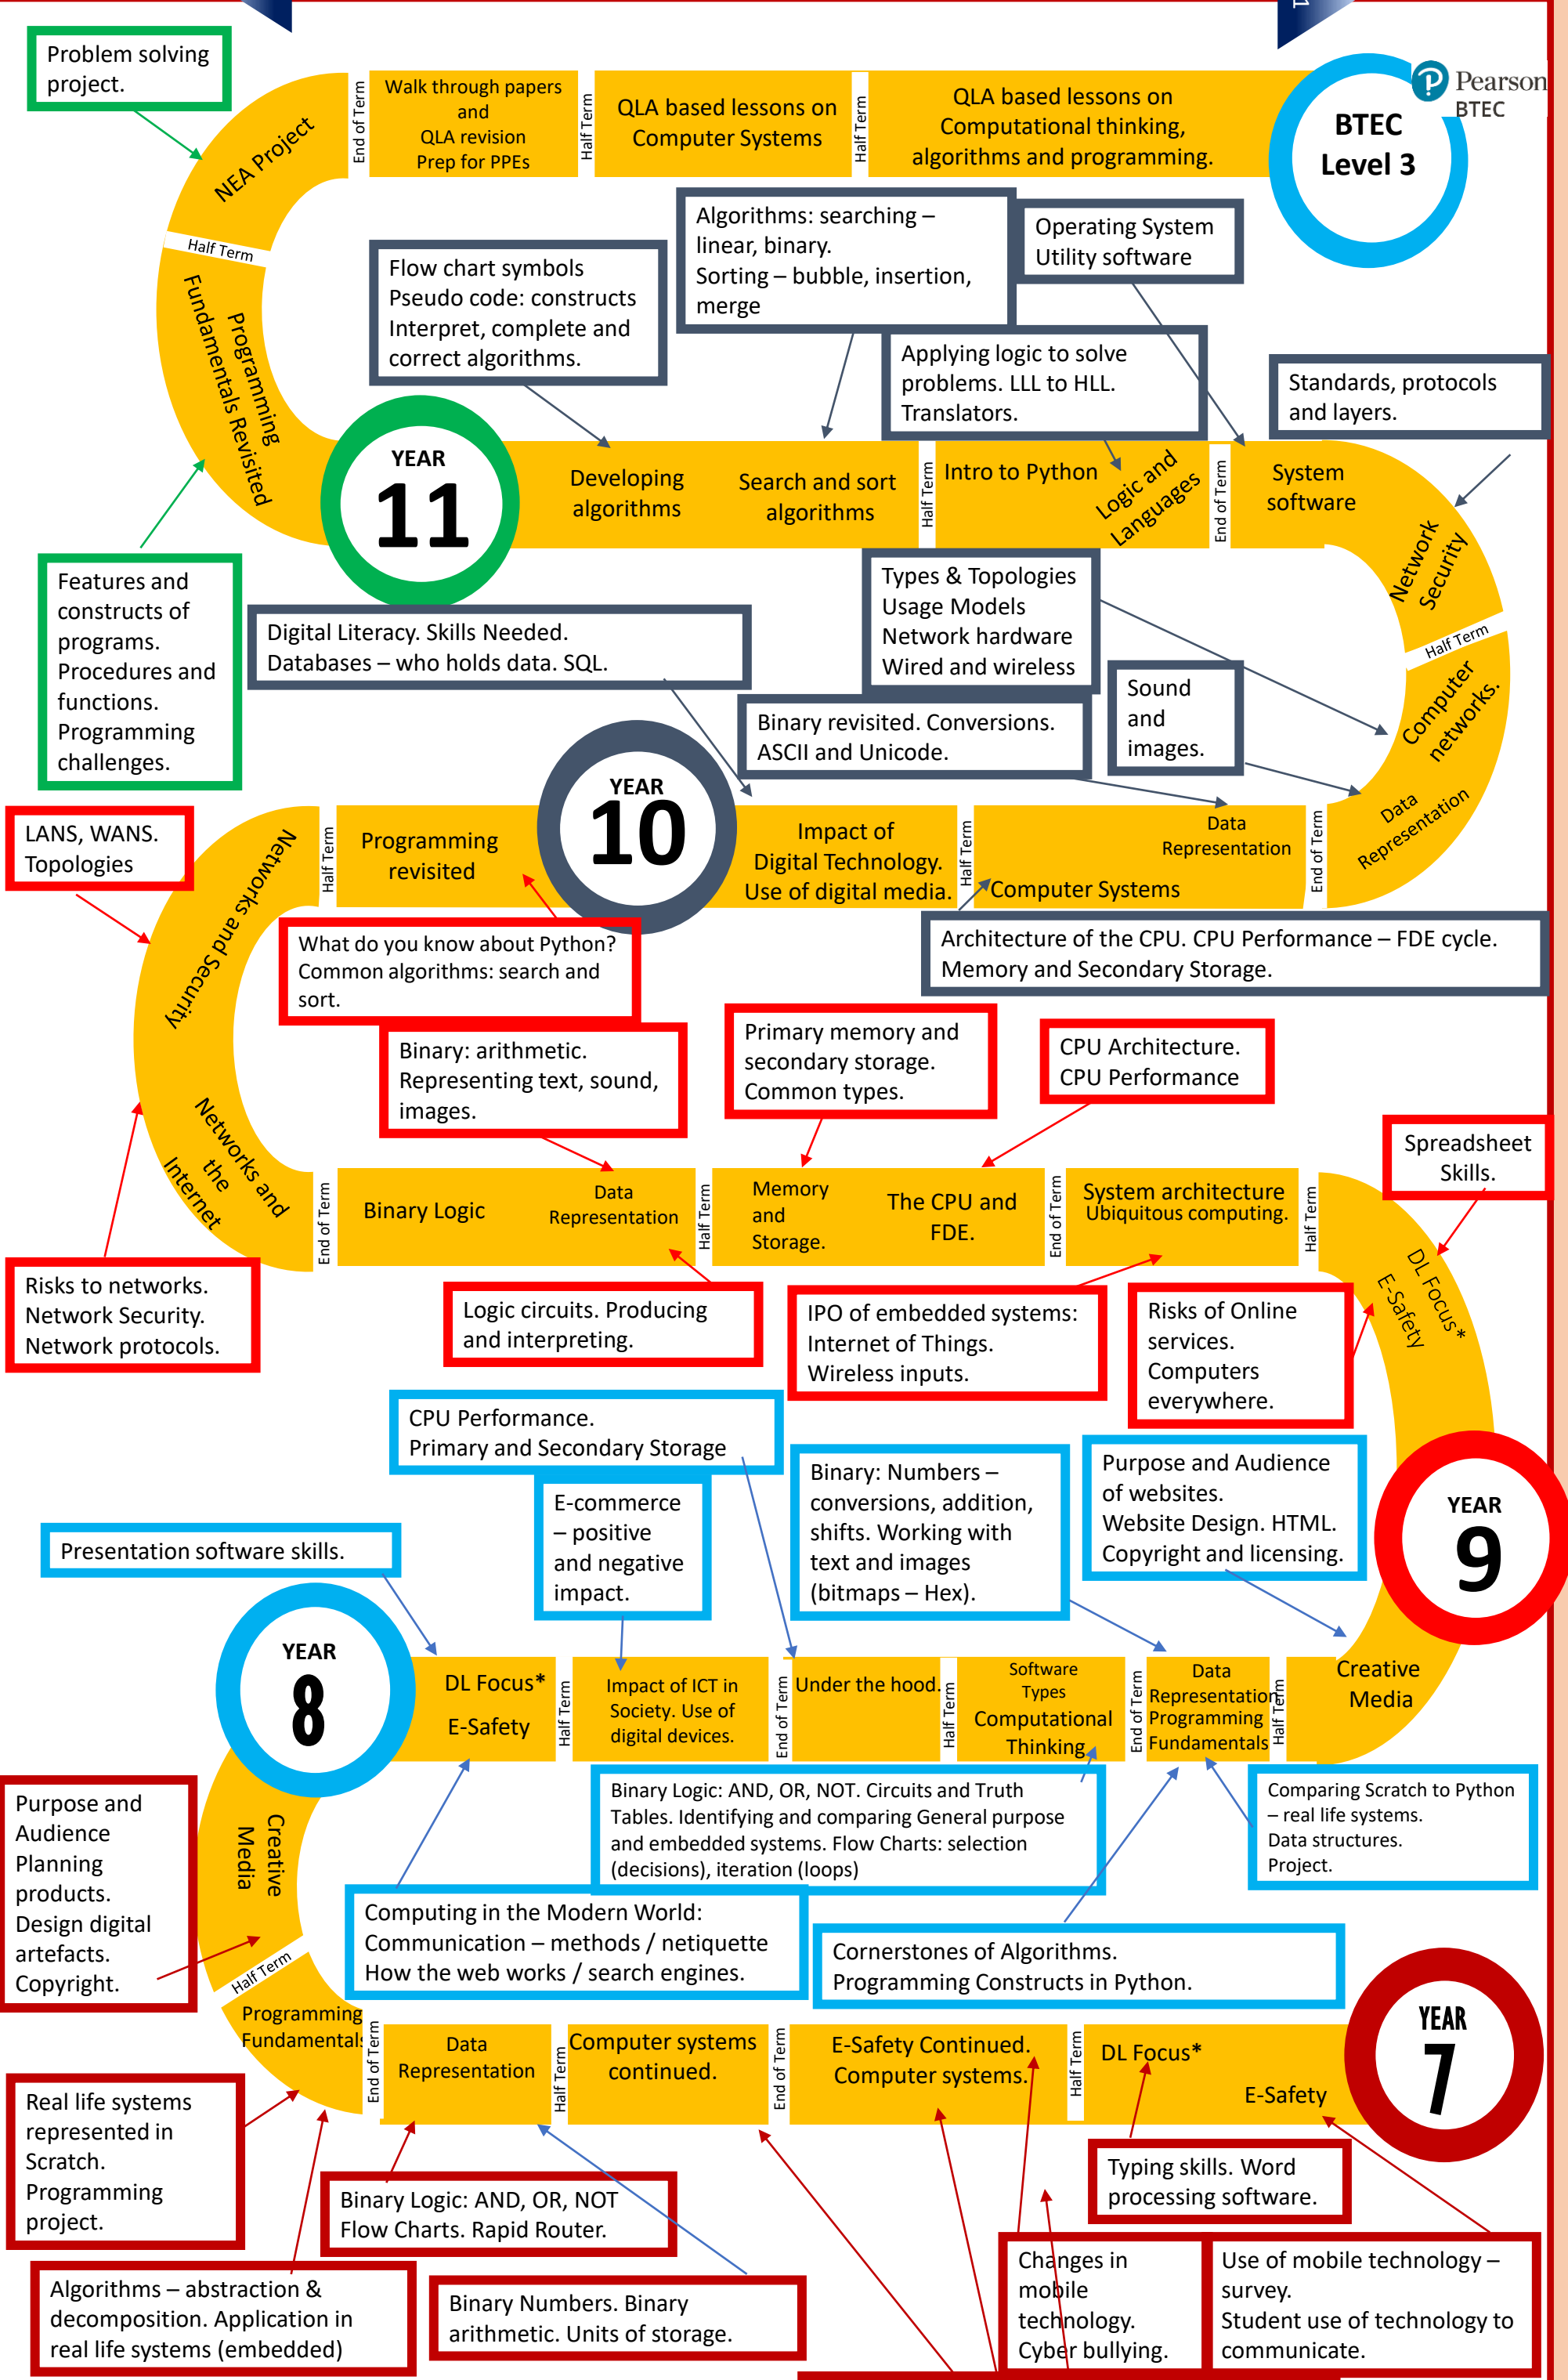 Problem solving
project.
NEA Project
End of Term
Walk through papers
and
QLA revision
Prep for PPEs
Half Term
QLA based lessons on
Computer Systems
Half Term
QLA based lessons on
Computational thinking,
algorithms and programming.
BTEC
Level 3
Pearson
BTEC
1
Half Term
Programming
Fundamentals Revisited
Flow chart symbols
Pseudo code: constructs
Interpret, complete and
correct algorithms.
Algorithms: searching –
linear, binary.
Sorting – bubble, insertion,
merge
Operating System
Utility software
Applying logic to solve
problems. LLL to HLL.
Translators.
Standards, protocols
and layers.
YEAR
11
Developing
algorithms
Search and sort
algorithms
Half Term
Intro to Python
Logic and
Languages
End of Term
System
software
Network
Security
Half Term
Computer
networks.
Data
Representation
Features and
constructs of
programs.
Procedures and
functions.
Programming
challenges.
Digital Literacy. Skills Needed.
Databases – who holds data. SQL.
Types & Topologies
Usage Models
Network hardware
Wired and wireless
Binary revisited. Conversions.
ASCII and Unicode.
Sound
and
images.
LANS, WANS.
Topologies
Networks and Security
Half Term
Programming
revisited
YEAR
10
Impact of
Digital Technology.
Use of digital media.
Half Term
Computer Systems
Data
Representation
End of Term
What do you know about Python?
Common algorithms: search and
sort.
Architecture of the CPU. CPU Performance – FDE cycle.
Memory and Secondary Storage.
Binary: arithmetic.
Representing text, sound,
images.
Primary memory and
secondary storage.
Common types.
CPU Architecture.
CPU Performance
Spreadsheet
Skills.
Networks and
the
Internet
End of Term
Binary Logic
Data
Representation
Half Term
Memory
and
Storage.
The CPU and
FDE.
End of Term
System architecture
Ubiquitous computing.
Half Term
DL Focus*
E-Safety
Risks to networks.
Network Security.
Network protocols.
Logic circuits. Producing
and interpreting.
IPO of embedded systems:
Internet of Things.
Wireless inputs.
Risks of Online
services.
Computers
everywhere.
CPU Performance.
Primary and Secondary Storage
E-commerce
– positive
and negative
impact.
Binary: Numbers –
conversions, addition,
shifts. Working with
text and images
(bitmaps – Hex).
Purpose and Audience
of websites.
Website Design. HTML.
Copyright and licensing.
YEAR
9
Presentation software skills.
YEAR
8
DL Focus*
E-Safety
Half Term
Impact of ICT in
Society. Use of
digital devices.
End of Term
Under the hood.
Half Term
Software
Types
Computational
Thinking
End of Term
Data
Representation
Programming
Fundamentals
Half Term
Creative
Media
Purpose and
Audience
Planning
products.
Design digital
artefacts.
Copyright.
Creative
Media
Binary Logic: AND, OR, NOT. Circuits and Truth
Tables. Identifying and comparing General purpose
and embedded systems. Flow Charts: selection
(decisions), iteration (loops)
Comparing Scratch to Python
– real life systems.
Data structures.
Project.
Computing in the Modern World:
Communication – methods / netiquette
How the web works / search engines.
Cornerstones of Algorithms.
Programming Constructs in Python.
Half Term
Programming
Fundamentals
End of Term
Data
Representation
Half Term
Computer systems
continued.
End of Term
E-Safety Continued.
Computer systems.
Half Term
DL Focus*
E-Safety
YEAR
7
Real life systems
represented in
Scratch.
Programming
project.
Binary Logic: AND, OR, NOT
Flow Charts. Rapid Router.
Typing skills. Word
processing software.
Algorithms – abstraction &
decomposition. Application in
real life systems (embedded)
Binary Numbers. Binary
arithmetic. Units of storage.
Changes in
mobile
technology.
Cyber bullying.
Use of mobile technology –
survey.
Student use of technology to
communicate.